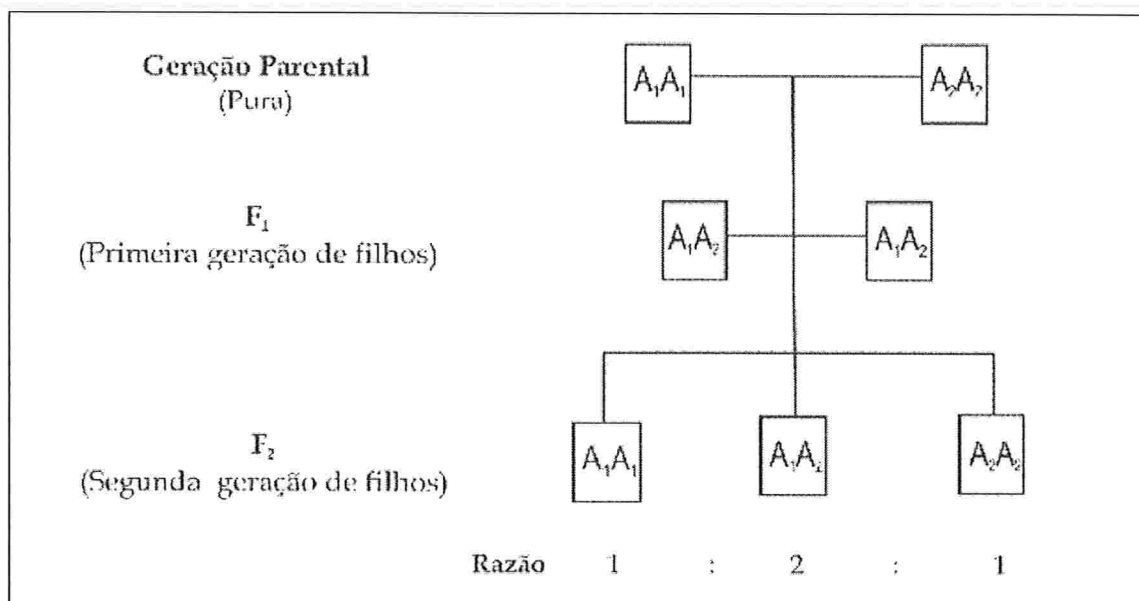 Geração Parental
(Pura)
A₁A₁
A₂A₂
F₁
(Primeira geração de filhos)
A₁A₂
A₁A₂
F₂
(Segunda geração de filhos)
A₁A₁
A₁A₂
A₂A₂
Razão 1 : 2 : 1